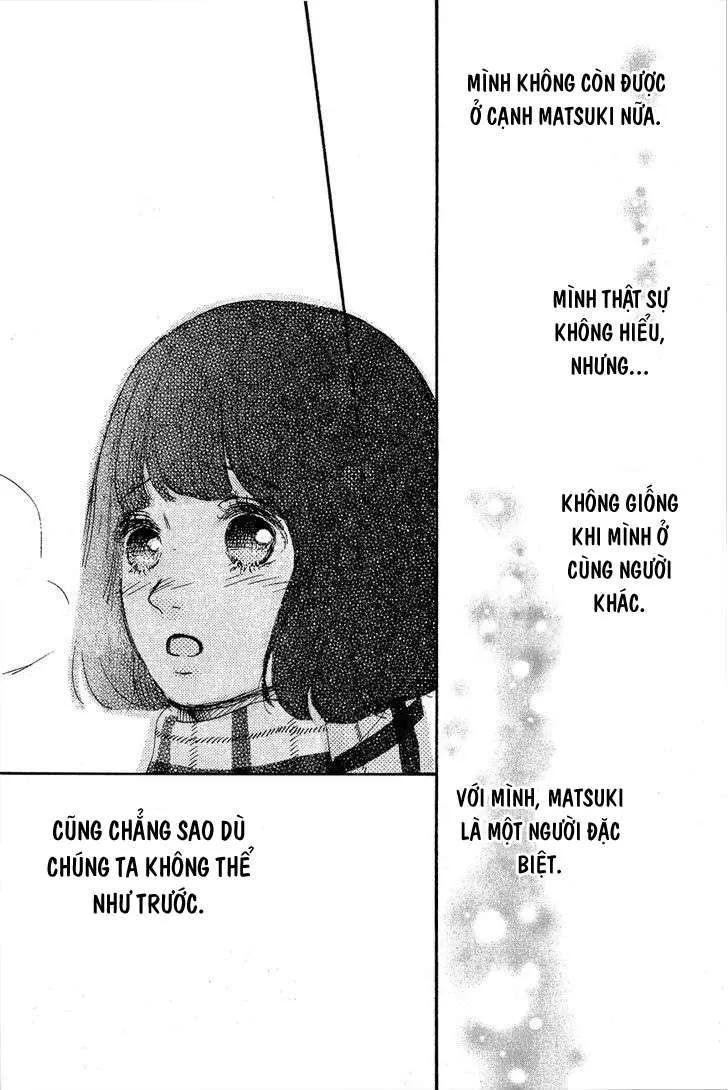 MÌNH KHÔNG CÒN ĐƯỢC
Ở CẠNH MATSUKI NỮA.
MÌNH THẬT SỰ
KHÔNG HIỂU,
NHƯNG...
KHÔNG GIỐNG
KHI MÌNH Ở
CÙNG NGƯỜI
KHÁC.
VỚI MÌNH, MATSUKI
LÀ MỘT NGƯỜI ĐẶC
BIỆT.
CŨNG CHẲNG SAO DÙ
CHÚNG TA KHÔNG THỂ
NHƯ TRƯỚC.